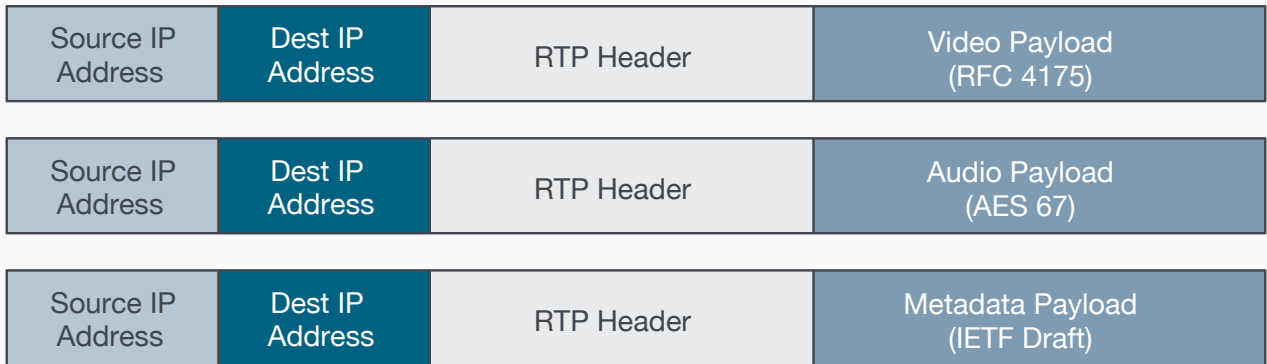 Source IP
Address
Dest IP
Address
RTP Header
Video Payload
(RFC 4175)
Source IP
Address
Dest IP
Address
RTP Header
Audio Payload
(AES 67)
Source IP
Address
Dest IP
Address
RTP Header
Metadata Payload
(IETF Draft)